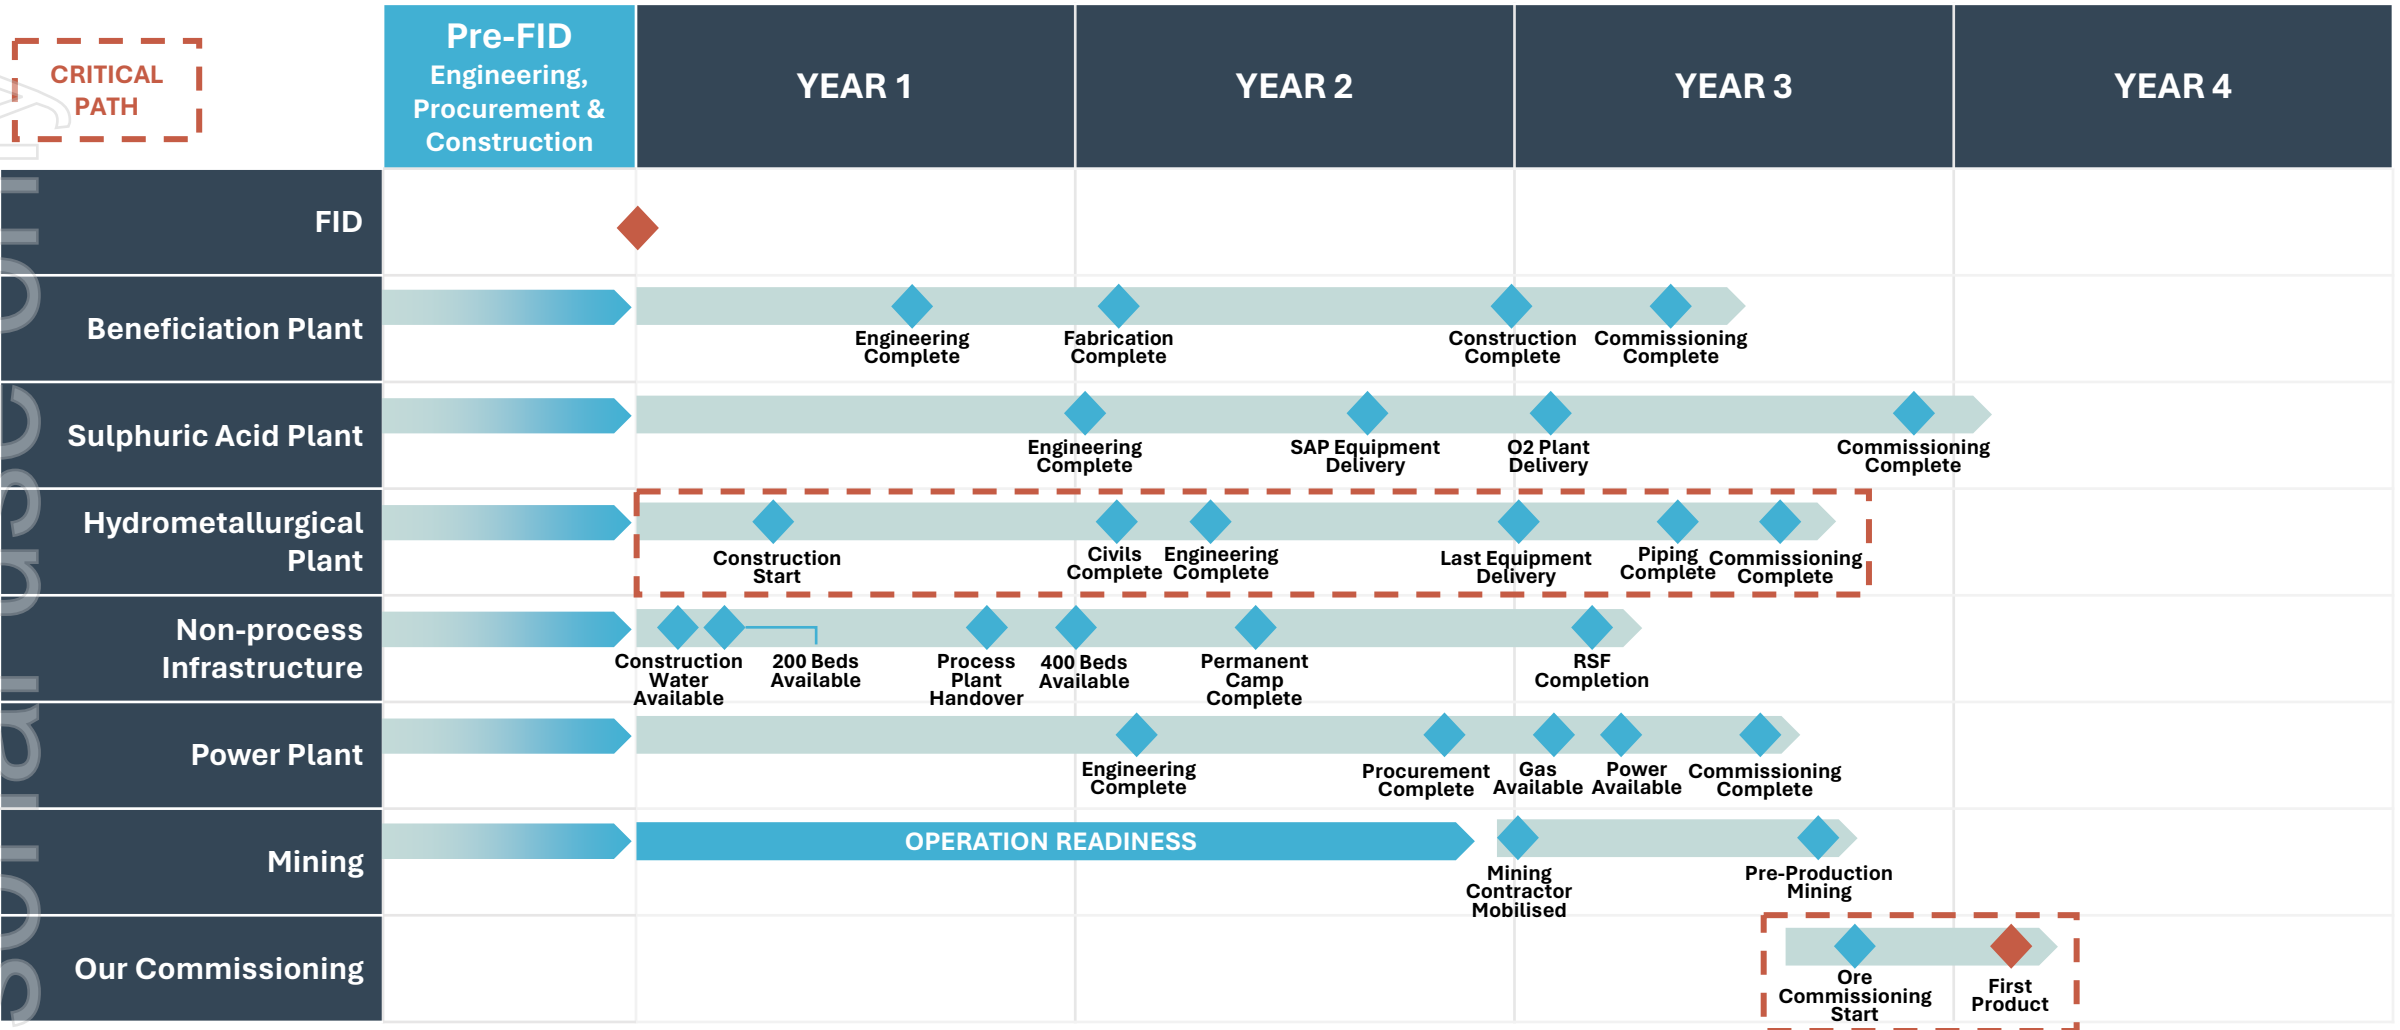 CRITICAL
PATH
Pre-FID
Engineering,
Procurement &
Construction
YEAR 1
YEAR 2
YEAR 3
YEAR 4
FID
Beneficiation Plant
Engineering
Complete
Fabrication
Complete
Construction
Complete
Commissioning
Complete
Sulphuric Acid Plant
Engineering
Complete
SAP Equipment
Delivery
O2 Plant
Delivery
Commissioning
Complete
Hydrometallurgical
Plant
Construction
Start
Civils
Complete
Engineering
Complete
Last Equipment
Delivery
Piping
Complete
Commissioning
Complete
Non-process
Infrastructure
Construction
Water
Available
200 Beds
Available
Process
Plant
Handover
400 Beds
Available
Permanent
Camp
Complete
RSF
Completion
Power Plant
Engineering
Complete
Procurement
Complete
Gas
Available
Power
Available
Commissioning
Complete
Mining
OPERATION READINESS
Mining
Contractor
Mobilised
Pre-Production
Mining
Our Commissioning
Ore
Commissioning
Start
First
Product